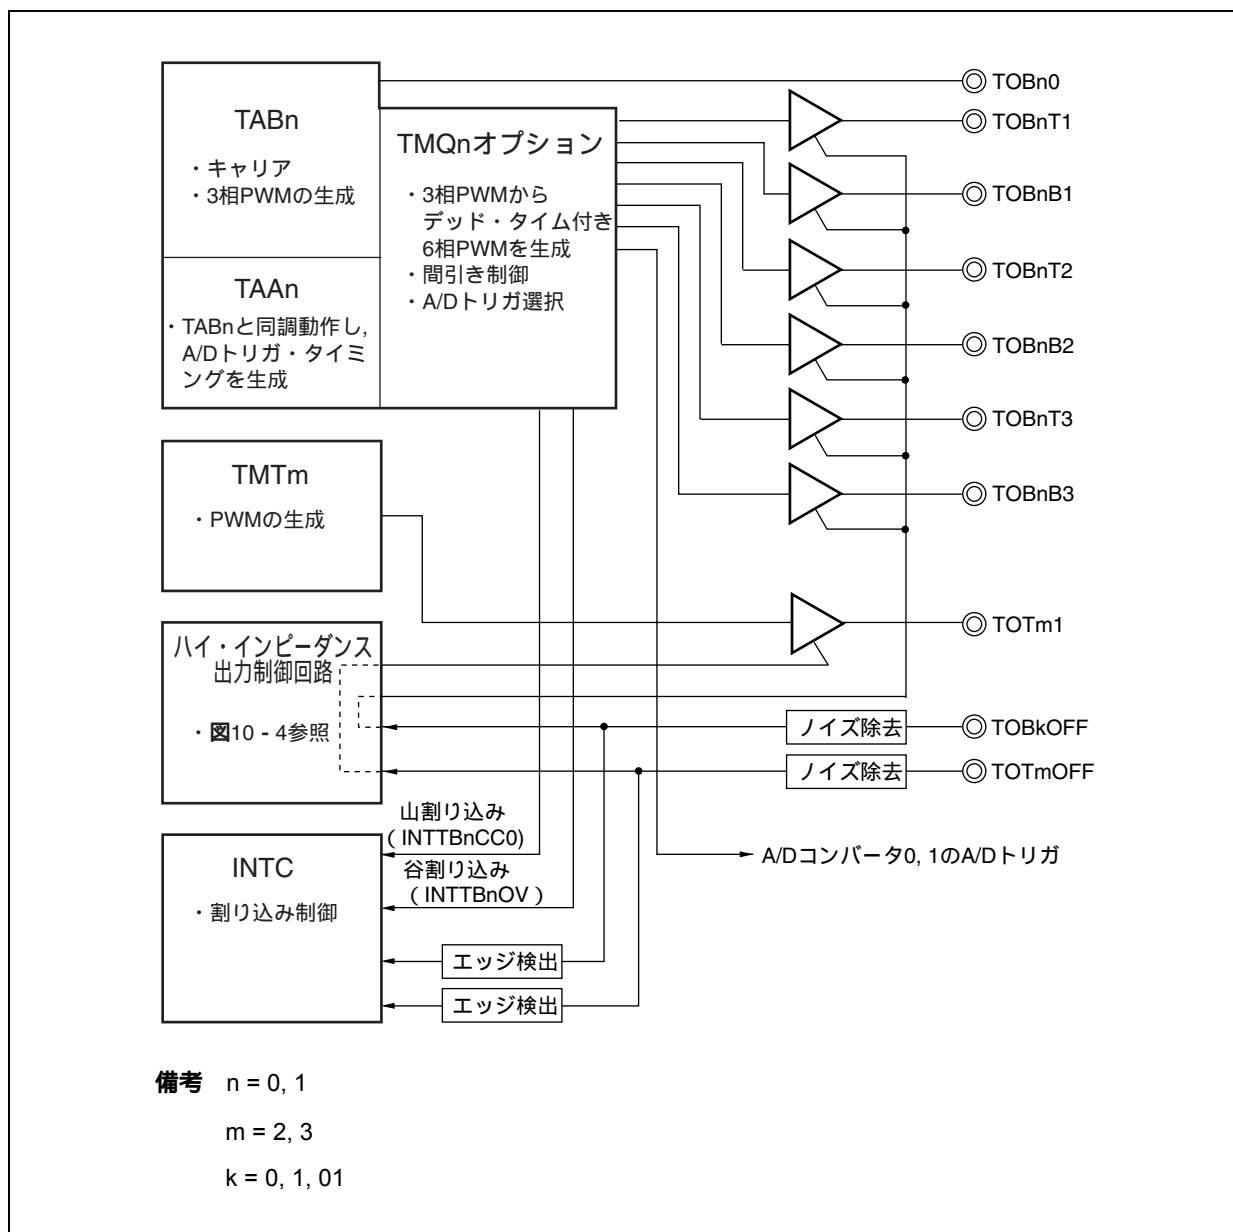 TABn
・キャリア
・3相PWMの生成
TAAn
・TABnと同調動作し,
A/Dトリガ・タイミ
ングを生成
TMQnオプション
・3相PWMから
デッド・タイム付き
6相PWMを生成
・間引き制御
・A/Dトリガ選択
TOBn0
TOBnT1
TOBnB1
TOBnT2
TOBnB2
TOBnT3
TOBnB3
TMTm
・PWMの生成
TOTm1
ハイ・インピーダンス
出力制御回路
・図10 - 4参照
ノイズ除去
TOBkOFF
ノイズ除去
TOTmOFF
山割り込み
( INTTBnCC0)
谷割り込み
( INTTBnOV )
A/Dコンバータ0, 1のA/Dトリガ
INTC
・割り込み制御
エッジ検出
エッジ検出
備考 n = 0, 1
m = 2, 3
k = 0, 1, 01